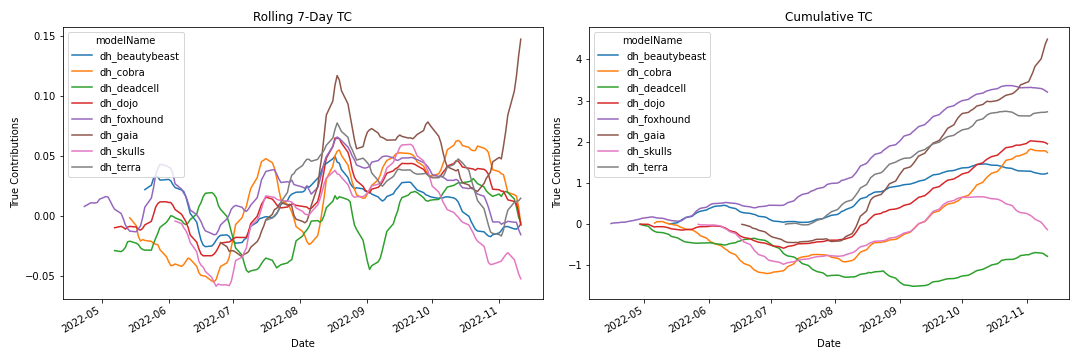 Rolling 7-Day TC
True Contributions
0.15
0.10
0.05
0.00
−0.05
modelName
dh_beautybeast
dh_cobra
dh_deadcell
dh_dojo
dh_foxhound
dh_gaia
dh_skulls
dh_terra
2022-05
2022-06
2022-07
2022-08
2022-09
2022-10
2022-11
Date
Cumulative TC
True Contributions
4
3
2
1
0
−1
modelName
dh_beautybeast
dh_cobra
dh_deadcell
dh_dojo
dh_foxhound
dh_gaia
dh_skulls
dh_terra
2022-05
2022-06
2022-07
2022-08
2022-09
2022-10
2022-11
Date